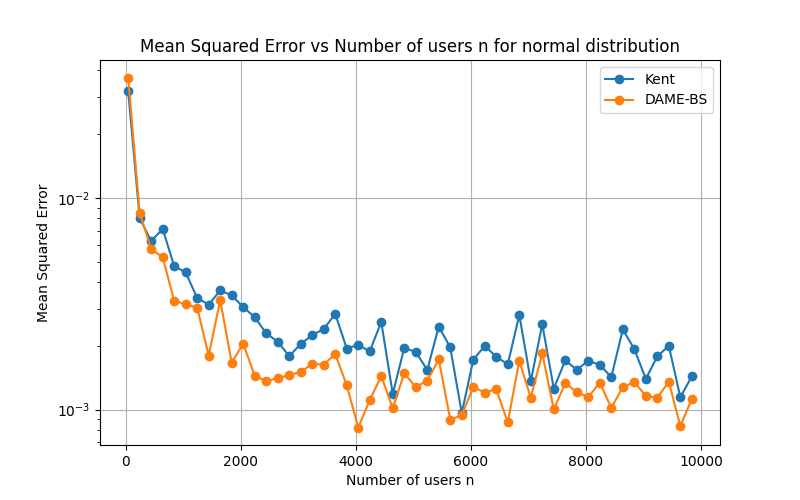 Mean Squared Error vs Number of users n for normal distribution
Kent
DAME-BS
Mean Squared Error
10⁻²
10⁻³
0 2000 4000 6000 8000 10000
Number of users n